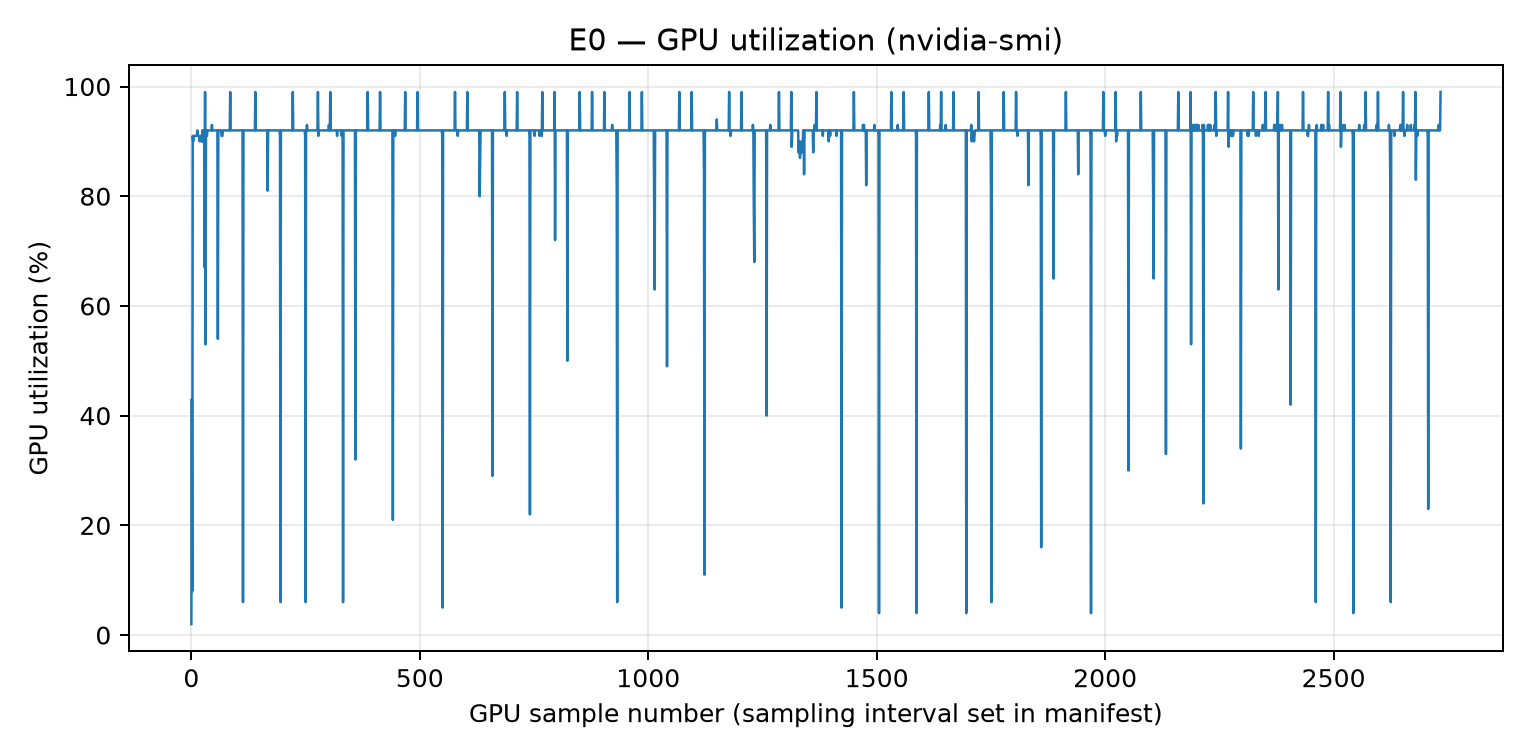 E0 — GPU utilization (nvidia-smi)
100
80
60
40
20
0
GPU utilization (%)
0 500 1000 1500 2000 2500
GPU sample number (sampling interval set in manifest)